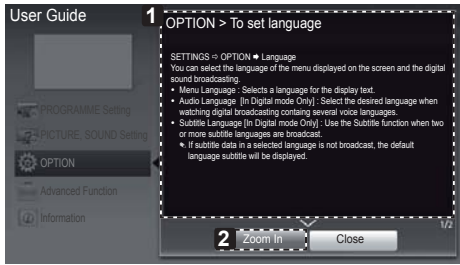 User Guide
1
OPTION > To set language
SETTINGS ⇨ OPTION ➡ Language
You can select the language of the menu displayed on the screen and the digital
sound broadcasting.
• Menu Language : Selects a language for the display text.
• Audio Language [In Digital mode Only] : Select the desired language when
watching digital broadcasting containg several voice languages.
• Subtitle Language [In Digital mode Only] : Use the Subtitle function when two
or more subtitle languages are broadcast.
If subtitle data in a selected language is not broadcast, the default
language subtitle will be displayed.
PROGRAMME Setting
PICTURE, SOUND Setting
OPTION
Advanced Function
Information
1/2
2
Zoom In
Close